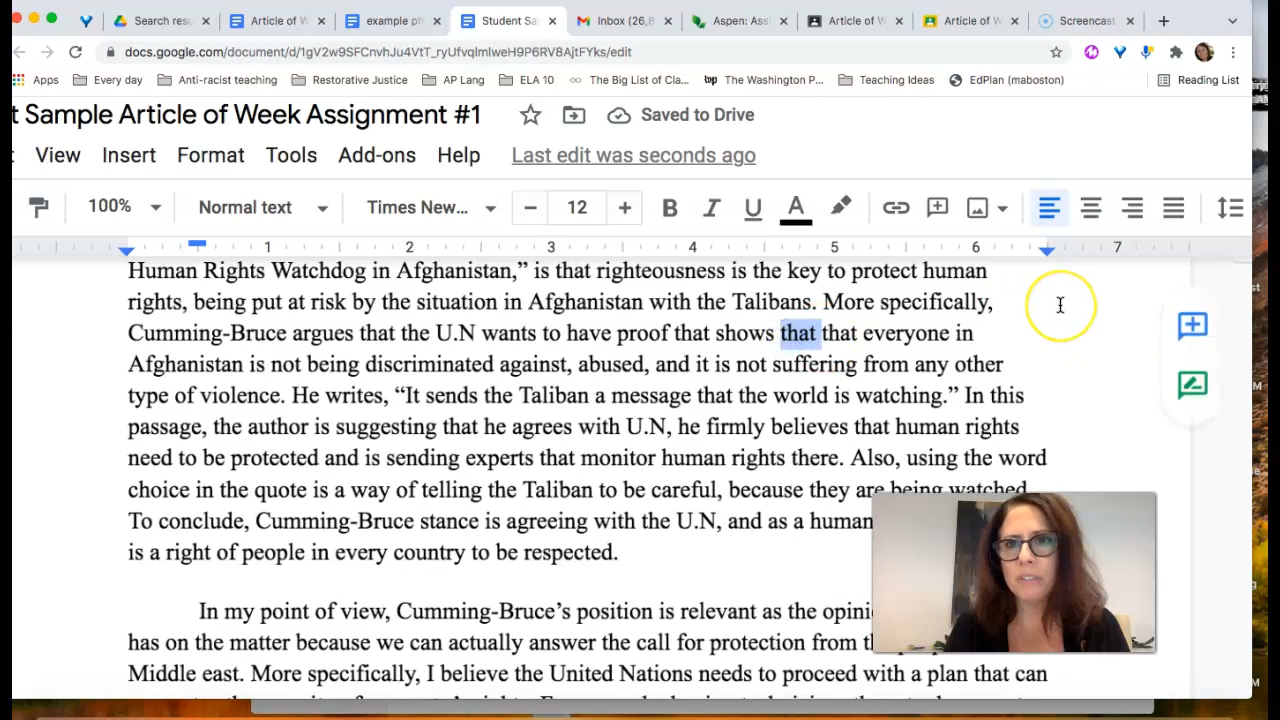 Search resu
Article of W
example ph
Student Sa
Inbox (26,8
Aspen: Ass
Article of W
Article of W
Screencast
docs.google.com/document/d/1gV2w9SFCnvhJu4VtT_ryUfvqlmlweH9P6RV8AjtFYks/edit
Apps Every day Anti-racist teaching Restorative Justice AP Lang ELA 10 The Big List of Cla... The Washington P... Teaching Ideas EdPlan (maboston) Reading List
t Sample Article of Week Assignment #1 Saved to Drive
View Insert Format Tools Add-ons Help Last edit was seconds ago
100% Normal text Times New... 12 B I U A
1 2 3 4 5 6 7
Human Rights Watchdog in Afghanistan,” is that righteousness is the key to protect human
rights, being put at risk by the situation in Afghanistan with the Talibans. More specifically,
Cumming-Bruce argues that the U.N wants to have proof that shows that that everyone in
Afghanistan is not being discriminated against, abused, and it is not suffering from any other
type of violence. He writes, “It sends the Taliban a message that the world is watching.” In this
passage, the author is suggesting that he agrees with U.N, he firmly believes that human rights
need to be protected and is sending experts that monitor human rights there. Also, using the word
choice in the quote is a way of telling the Taliban to be careful, because they are being watched.
To conclude, Cumming-Bruce stance is agreeing with the U.N, and as a human
is a right of people in every country to be respected.
In my point of view, Cumming-Bruce’s position is relevant as the
has on the matter because we can actually answer the call for protection from
Middle east. More specifically, I believe the United Nations needs to proceed with a plan that can